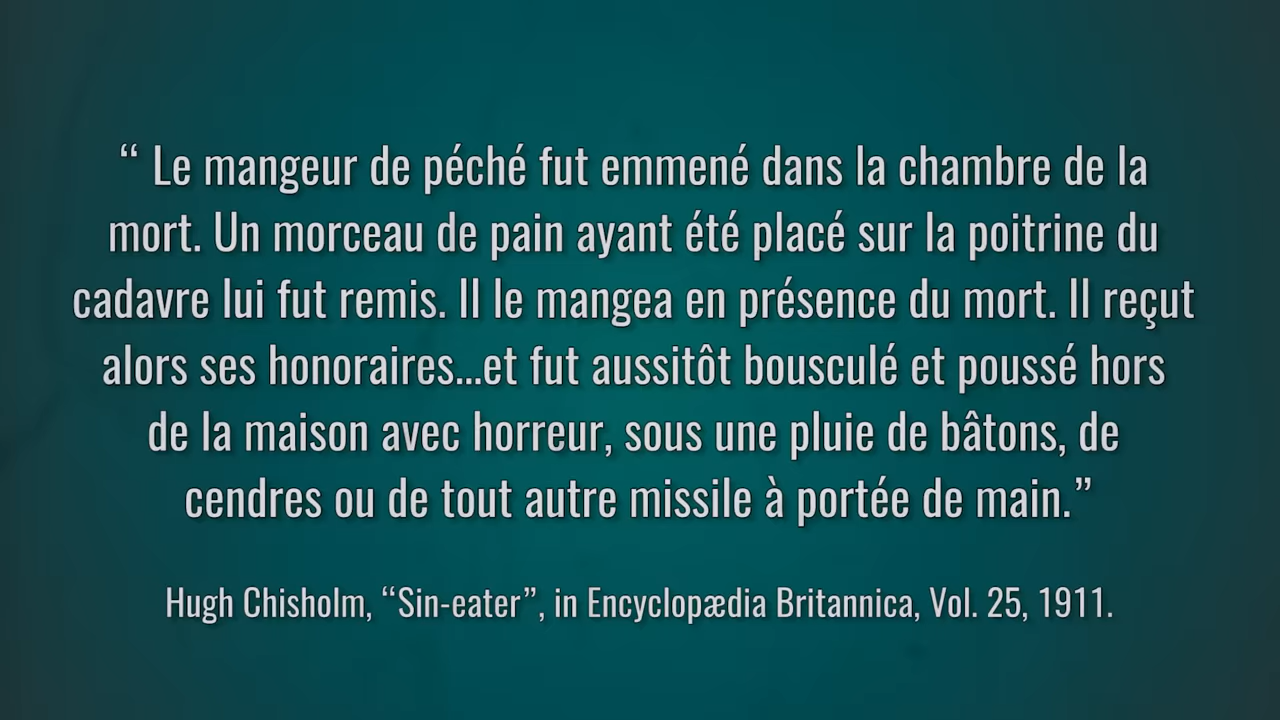 “ Le mangeur de péché fut emmené dans la chambre de la
mort. Un morceau de pain ayant été placé sur la poitrine du
cadavre lui fut remis. Il le mangea en présence du mort. Il reçut
alors ses honoraires...et fut aussitôt bousculé et poussé hors
de la maison avec horreur, sous une pluie de bâtons, de
cendres ou de tout autre missile à portée de main.”
Hugh Chisholm, “Sin-eater”, in Encyclopædia Britannica, Vol. 25, 1911.